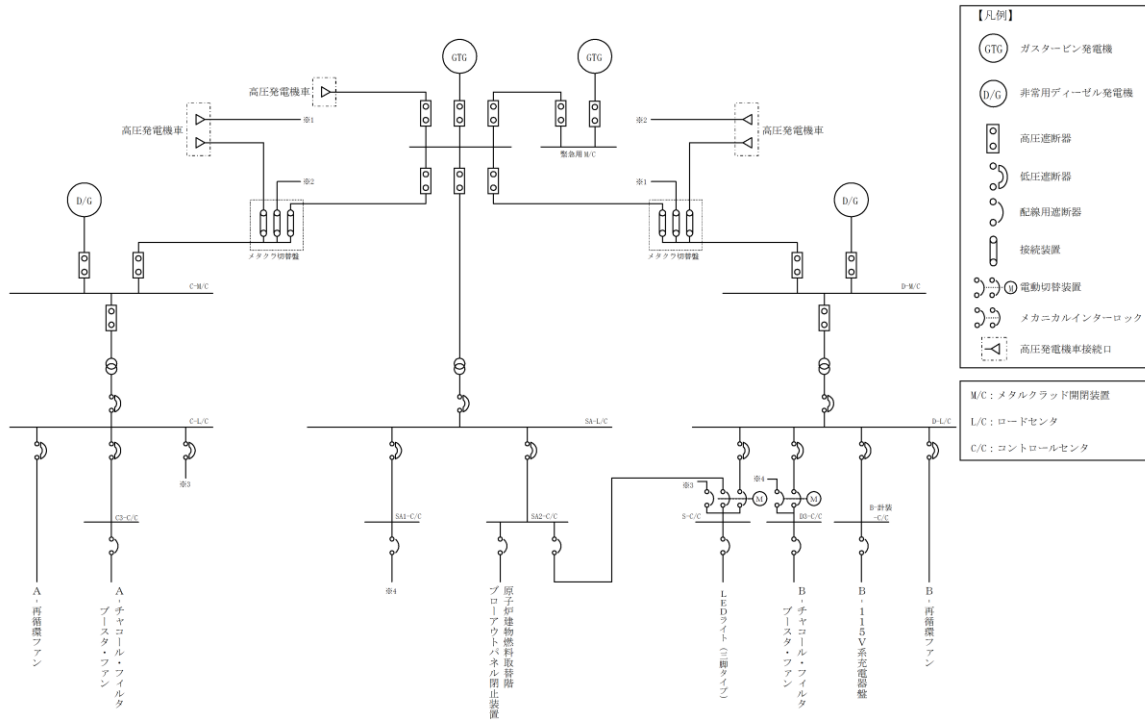 【凡例】
GTG ガスタービン発電機
D/G 非常用ディーゼル発電機
高圧遮断器
低圧遮断器
配線用遮断器
接続装置
M 電動切替装置
メカニカルインターロック
高圧発電機車接続口
M/C：メタルクラッド開閉装置
L/C：ロードセンタ
C/C：コントロールセンタ
GTG
GTG
高圧発電機車
高圧発電機車
※1
※2
高圧発電機車
緊急用M/C
※2
※1
D/G
D/G
メタクラ切替盤
メタクラ切替盤
C-M/C
D-M/C
C-L/C
SA-L/C
D-L/C
※3
※3
※4
M
M
C3-C/C
SA1-C/C
SA2-C/C
S-C/C
D3-C/C
B-計装
-C/C
A-再循環ファン
A-チャコール・フィルタ
ブースタ・ファン
※4
原子炉建物燃料取替階
ブローアウトパネル閉止装置
LEDライト（三脚タイプ）
B-チャコール・フィルタ
ブースタ・ファン
B-115V系充電器盤
B-再循環ファン